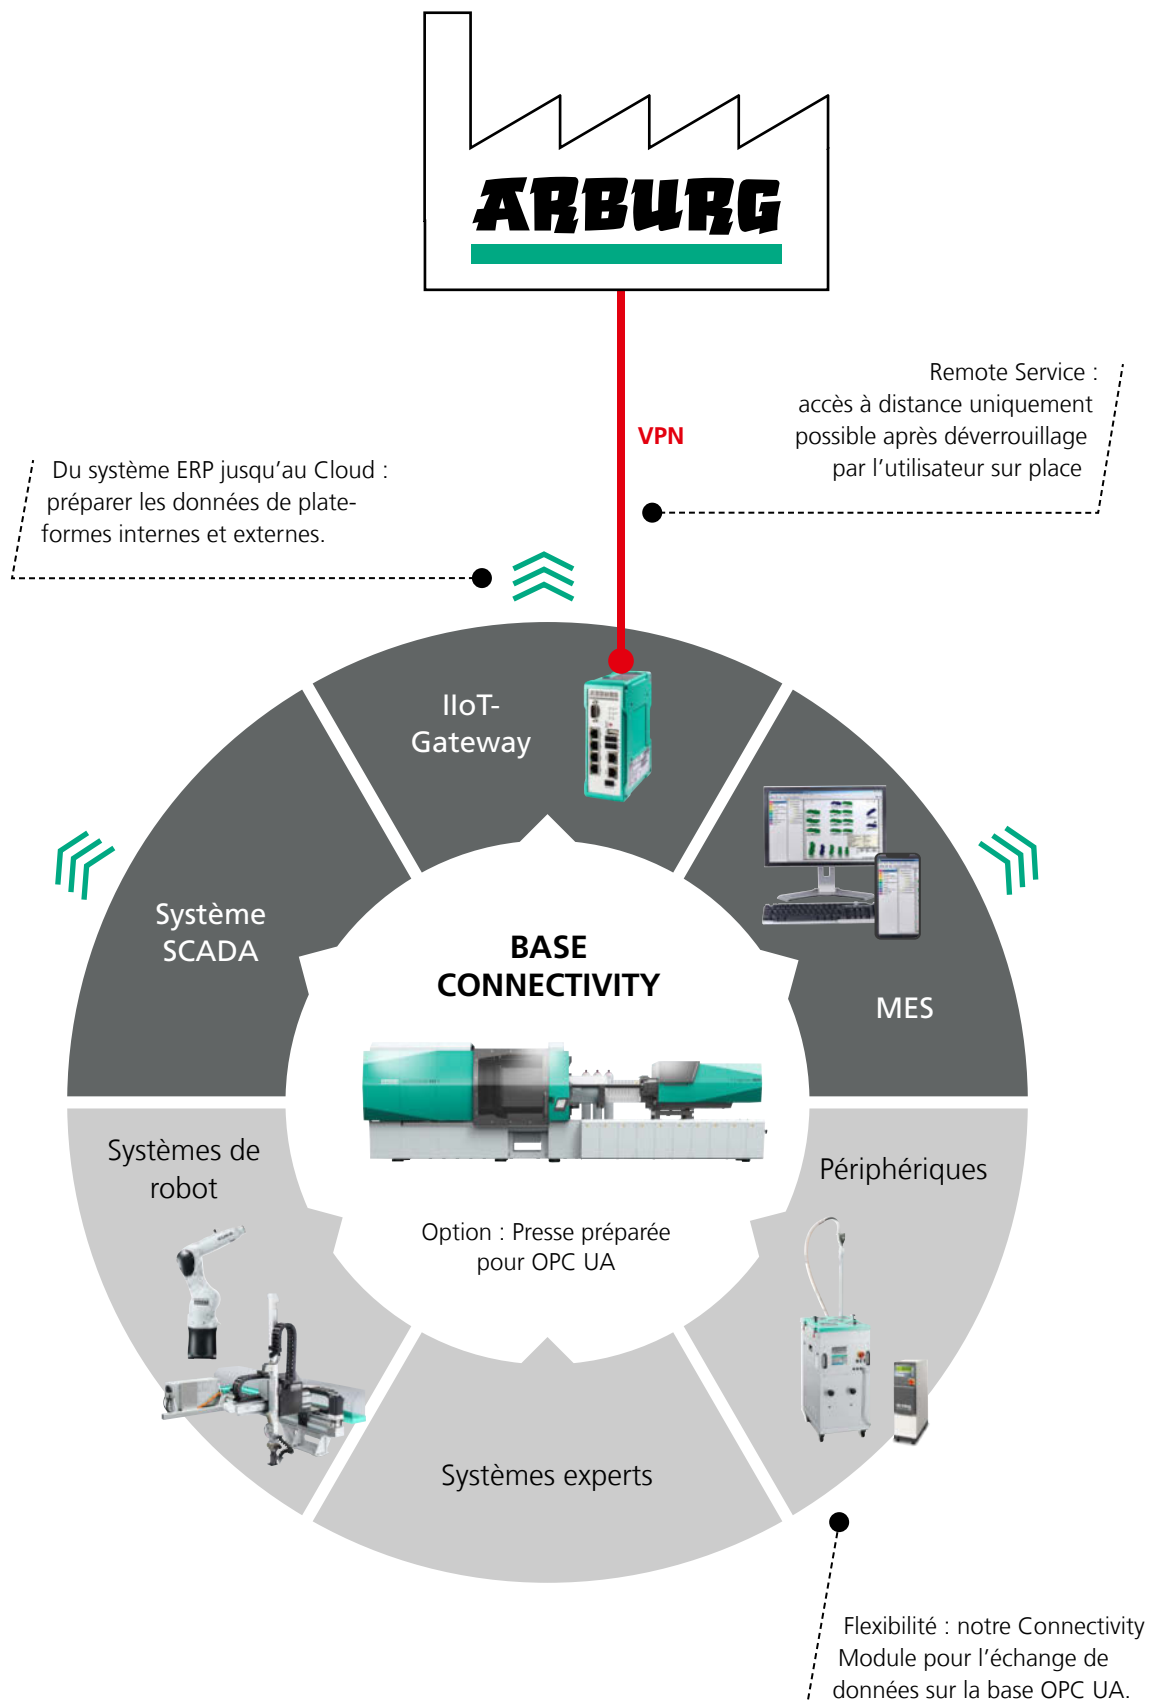 ARBURG
VPN
Remote Service :
accès à distance uniquement
possible après déverrouillage
par l’utilisateur sur place
Du système ERP jusqu’au Cloud :
préparer les données de plate-
formes internes et externes.
IIoT-
Gateway
Système
SCADA
MES
BASE
CONNECTIVITY
Option : Presse préparée
pour OPC UA
Systèmes de
robot
Périphériques
Systèmes experts
Flexibilité : notre Connectivity
Module pour l’échange de
données sur la base OPC UA.